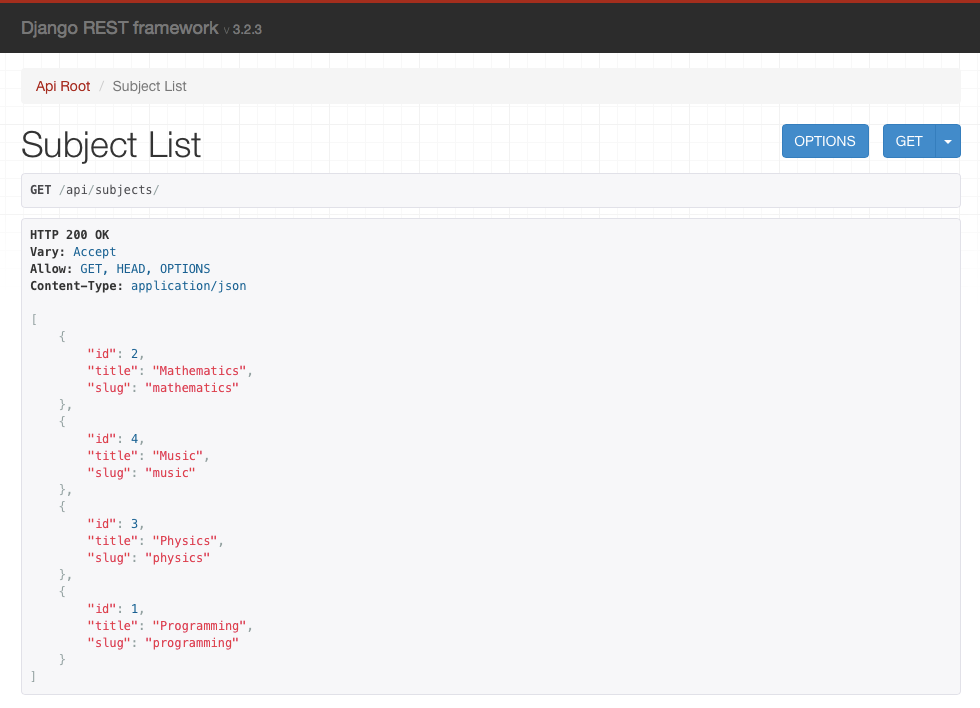 Django REST framework v 3.2.3
Api Root / Subject List
Subject List
OPTIONS
GET
GET /api/subjects/
HTTP 200 OK
Vary: Accept
Allow: GET, HEAD, OPTIONS
Content-Type: application/json
[
    {
        "id": 2,
        "title": "Mathematics",
        "slug": "mathematics"
    },
    {
        "id": 4,
        "title": "Music",
        "slug": "music"
    },
    {
        "id": 3,
        "title": "Physics",
        "slug": "physics"
    },
    {
        "id": 1,
        "title": "Programming",
        "slug": "programming"
    }
]